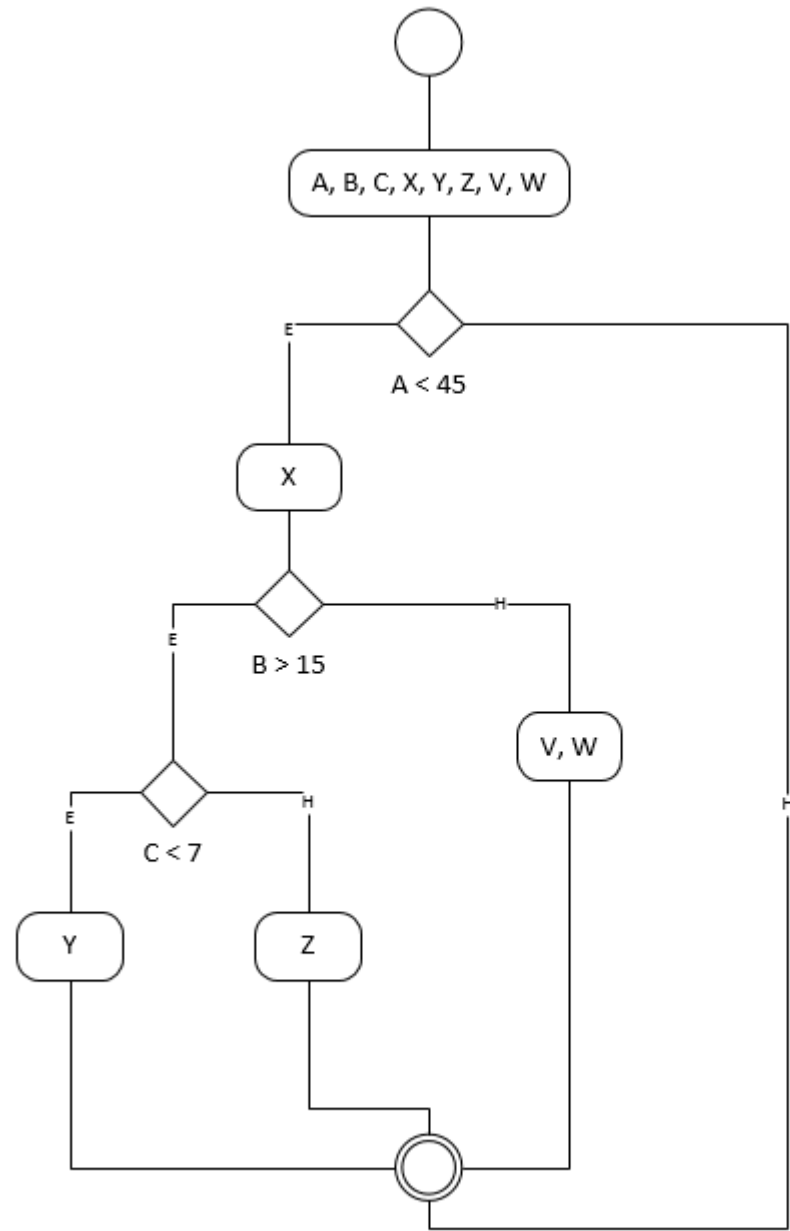 A, B, C, X, Y, Z, V, W
E
A < 45
X
H
E
B > 15
V, W
H
H
E
C < 7
Y
Z